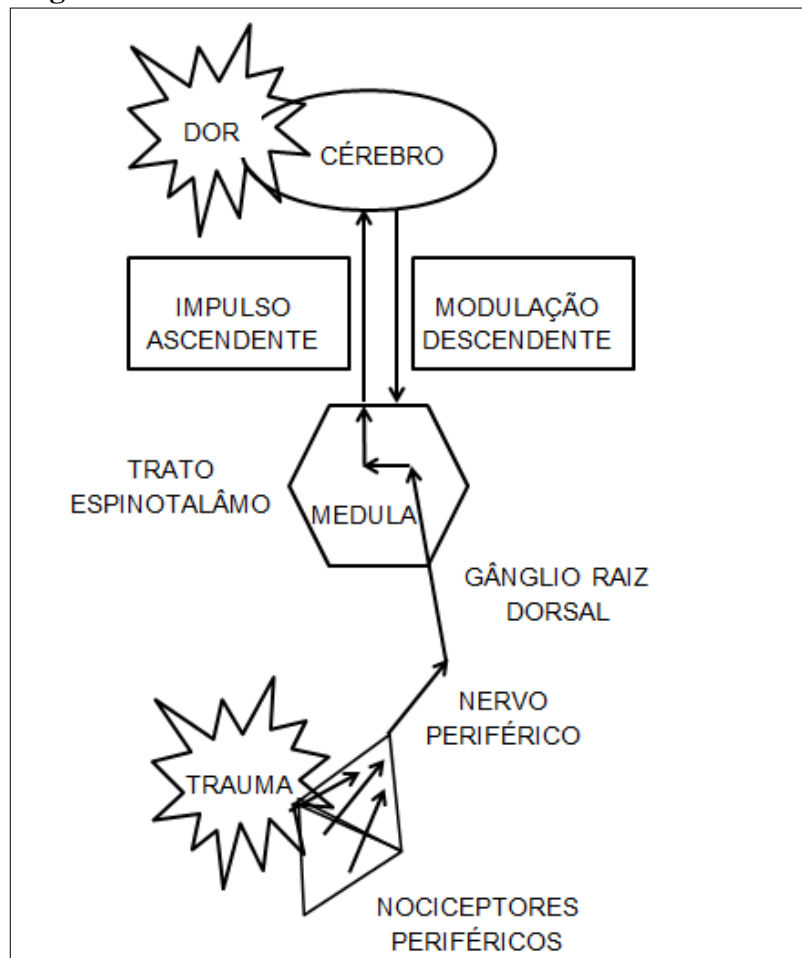 DOR
CÉREBRO
IMPULSO
ASCENDENTE
MODULAÇÃO
DESCENDENTE
TRATO
ESPINOTALÂMO
MEDULA
GÂNGLIO RAIZ
DORSAL
NERVO
PERIFÉRICO
TRAUMA
NOCICEPTORES
PERIFÉRICOS